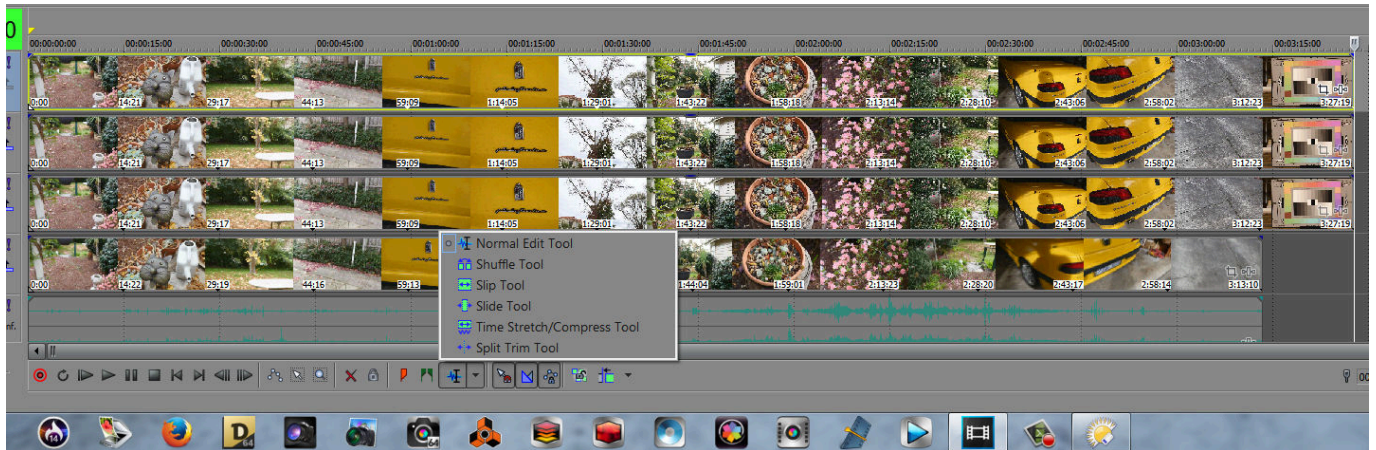 0
00:00:00:00 00:00:15:00 00:00:30:00 00:00:45:00 00:01:00:00 00:01:15:00 00:01:30:00 00:01:45:00 00:02:00:00 00:02:15:00 00:02:30:00 00:02:45:00 00:03:00:00 00:03:15:00
0:00 14:21 29:17 44:13 59:09 1:14:05 1:29:01 1:43:22 1:58:18 2:13:14 2:28:10 2:43:06 2:58:02 3:12:23 3:27:19
0:00 14:21 29:17 44:13 59:09 1:14:05 1:29:01 1:43:22 1:58:18 2:13:14 2:28:10 2:43:06 2:58:02 3:12:23 3:27:19
0:00 14:21 29:17 44:13 59:09 1:14:05 1:29:01 1:43:22 1:58:18 2:13:14 2:28:10 2:43:06 2:58:02 3:12:23 3:27:19
0:00 14:22 29:19 44:16 59:13 1:44:04 1:59:01 2:13:23 2:28:20 2:43:17 2:58:14 3:13:10
Normal Edit Tool
Shuffle Tool
Slip Tool
Slide Tool
Time Stretch/Compress Tool
Split Trim Tool
nf.
00
14
D
64
64